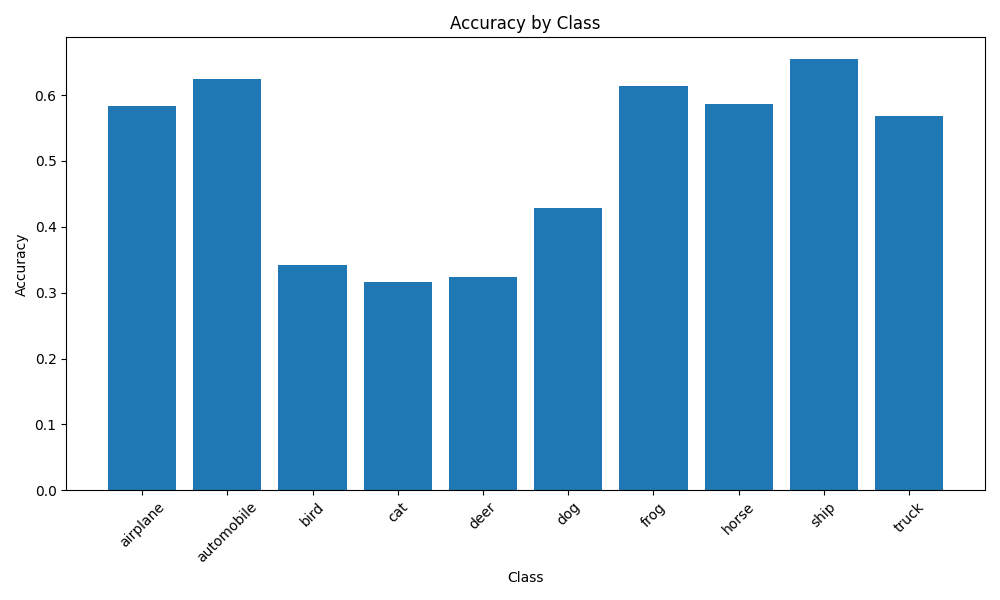 Accuracy by Class
Accuracy
0.6
0.5
0.4
0.3
0.2
0.1
0.0
airplane
automobile
bird
cat
deer
dog
frog
horse
ship
truck
Class